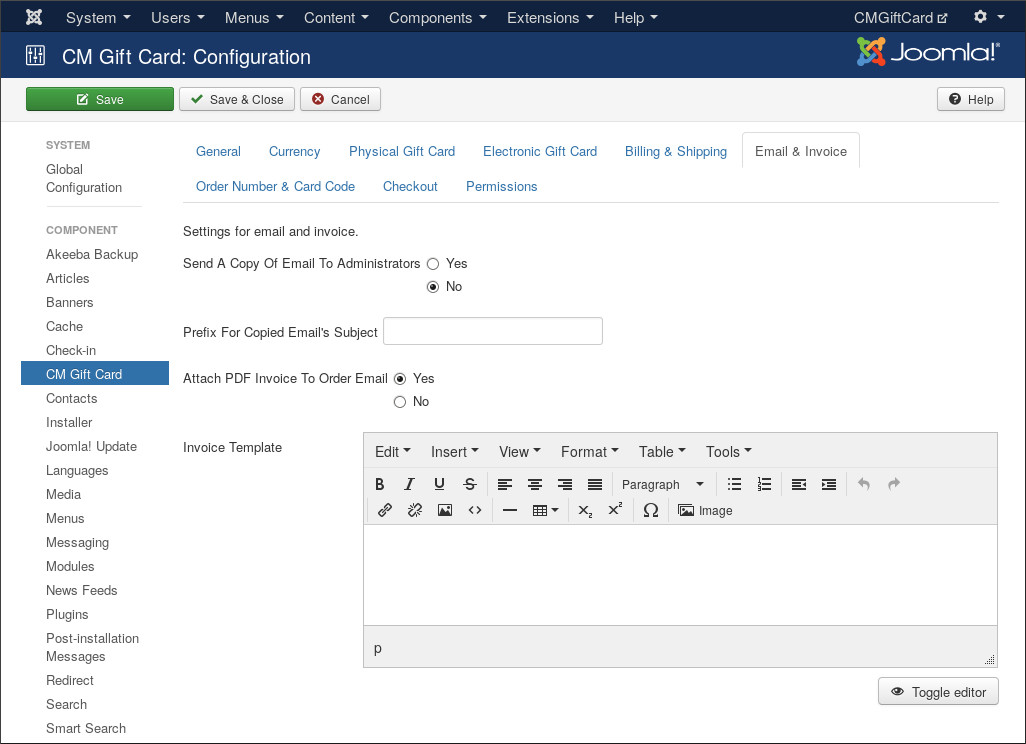 System Users Menus Content Components Extensions Help CMGiftCard
CM Gift Card: Configuration Joomla!®
Save Save & Close Cancel Help
SYSTEM
Global
Configuration
COMPONENT
Akeeba Backup
Articles
Banners
Cache
Check-in
CM Gift Card
Contacts
Installer
Joomla! Update
Languages
Media
Menus
Messaging
Modules
News Feeds
Plugins
Post-installation
Messages
Redirect
Search
Smart Search
General Currency Physical Gift Card Electronic Gift Card Billing & Shipping Email & Invoice
Order Number & Card Code Checkout Permissions
Settings for email and invoice.
Send A Copy Of Email To Administrators Yes
No
Prefix For Copied Email's Subject
Attach PDF Invoice To Order Email Yes
No
Invoice Template
Edit Insert View Format Table Tools
B I U S Paragraph
X₂ X² Ω Image
p
Toggle editor